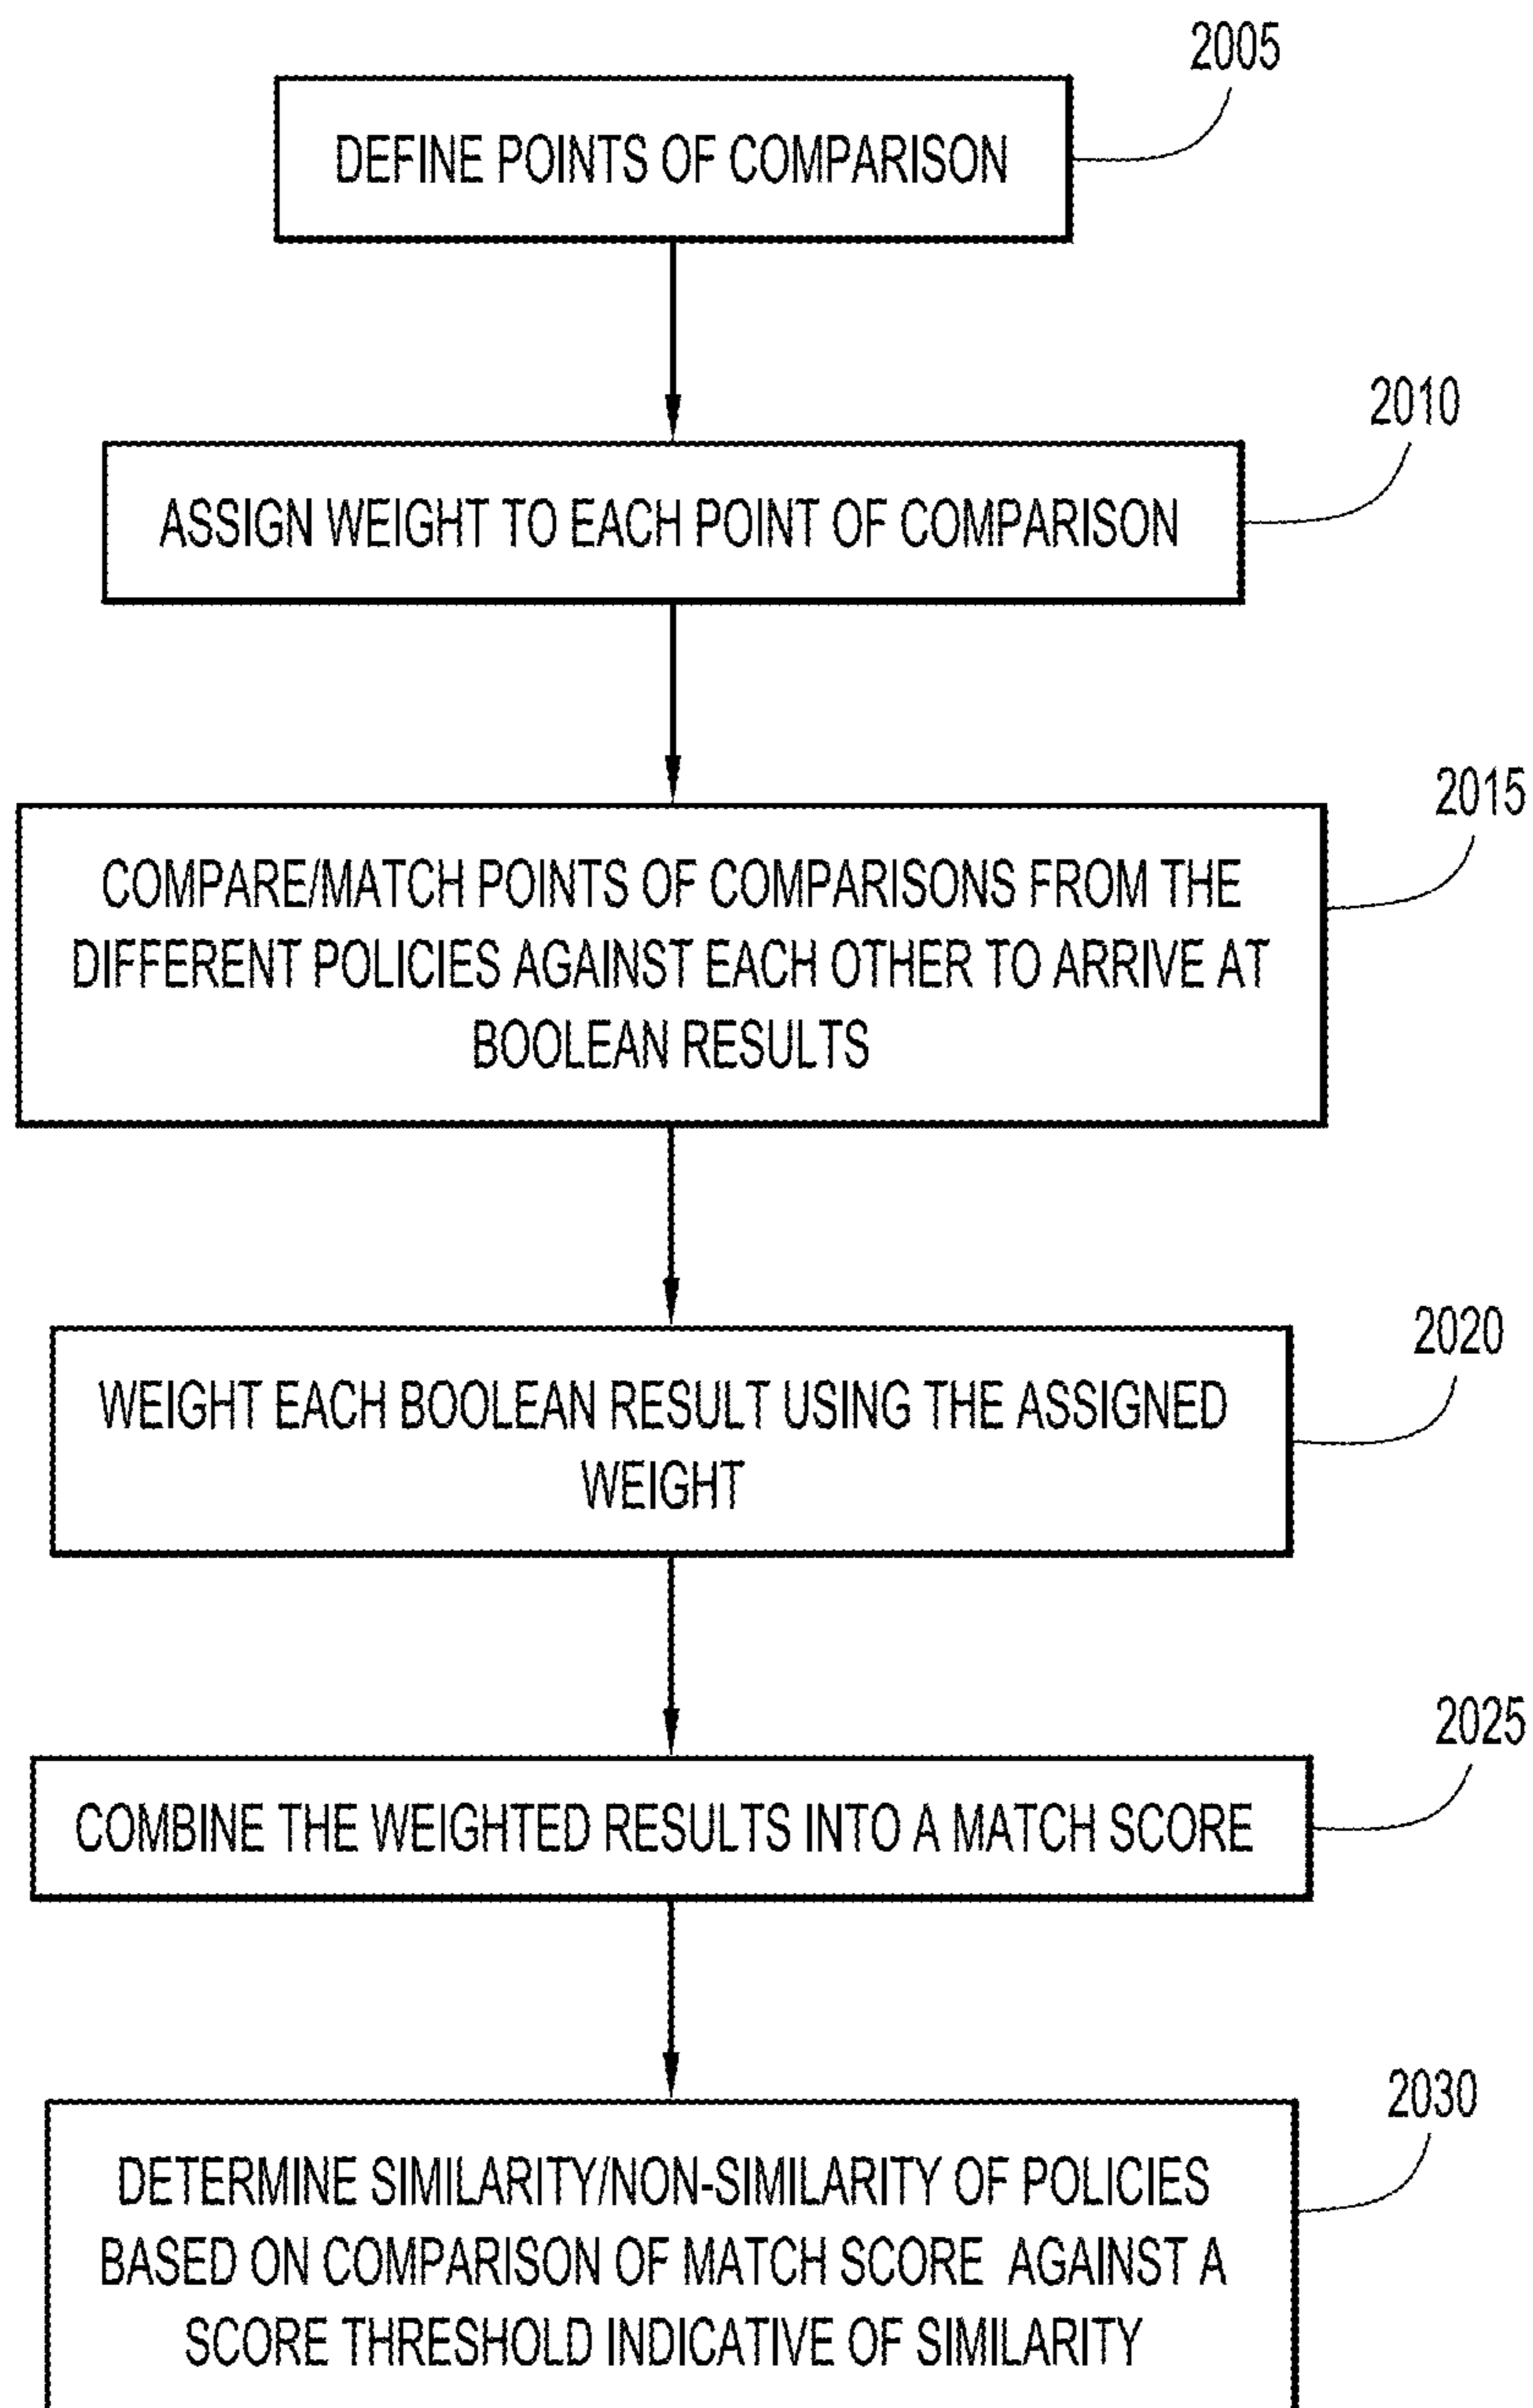 2005
DEFINE POINTS OF COMPARISON
2010
ASSIGN WEIGHT TO EACH POINT OF COMPARISON
2015
COMPARE/MATCH POINTS OF COMPARISONS FROM THE
DIFFERENT POLICIES AGAINST EACH OTHER TO ARRIVE AT
BOOLEAN RESULTS
2020
WEIGHT EACH BOOLEAN RESULT USING THE ASSIGNED
WEIGHT
2025
COMBINE THE WEIGHTED RESULTS INTO A MATCH SCORE
2030
DETERMINE SIMILARITY/NON-SIMILARITY OF POLICIES
BASED ON COMPARISON OF MATCH SCORE AGAINST A
SCORE THRESHOLD INDICATIVE OF SIMILARITY